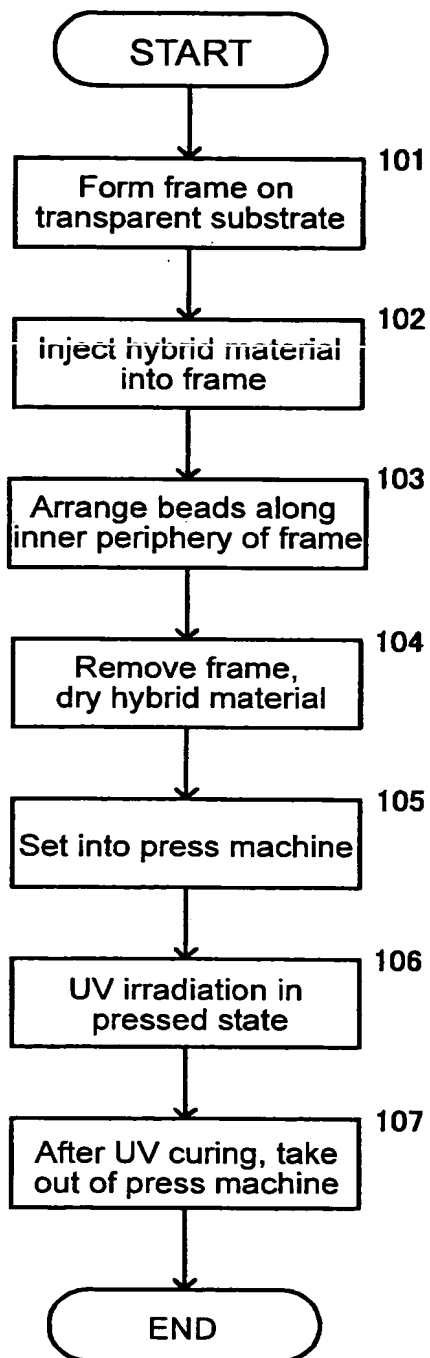 START
101
Form frame on
transparent substrate
102
Inject hybrid material
into frame
103
Arrange beads along
inner periphery of frame
104
Remove frame,
dry hybrid material
105
Set into press machine
106
UV irradiation in
pressed state
107
After UV curing, take
out of press machine
END